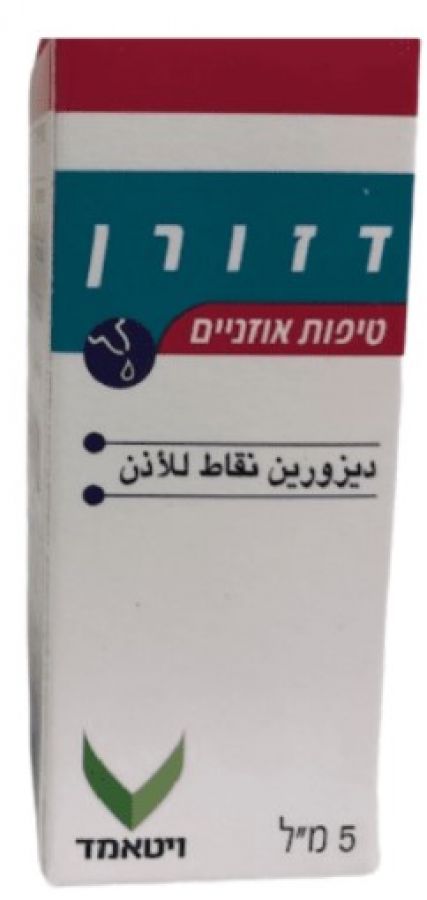 דזורן
טיפות אוזניים
ديزورين نقاط للأذن
5 מ"ל
ויטאמד